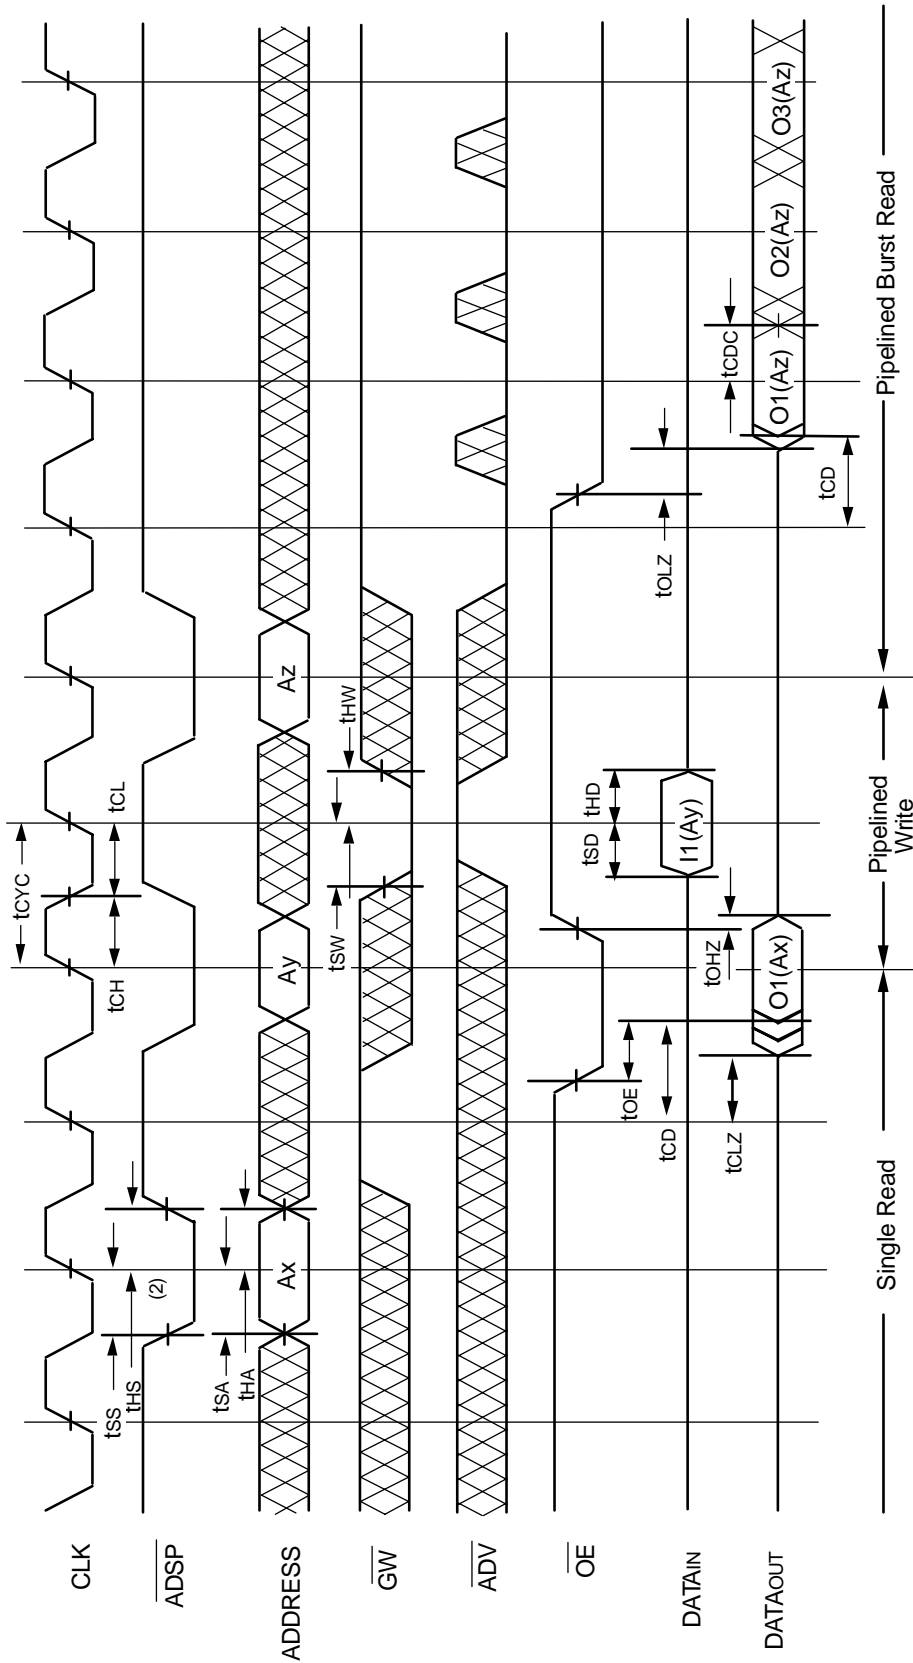 CLK
ADSP
ADDRESS
GW
ADV
OE
DATAIN
DATAOUT
tCYC
tCH
tCL
tSS
tHS
(2)
tSA
tHA
Ax
Ay
Az
tSW
tHW
tOE
tOLZ
tSD
tHD
I1(Ay)
tCD
tOHZ
tCLZ
O1(Ax)
tCDC
tCD
O1(Az)
O2(Az)
O3(Az)
Single Read
Pipelined
Write
Pipelined Burst Read